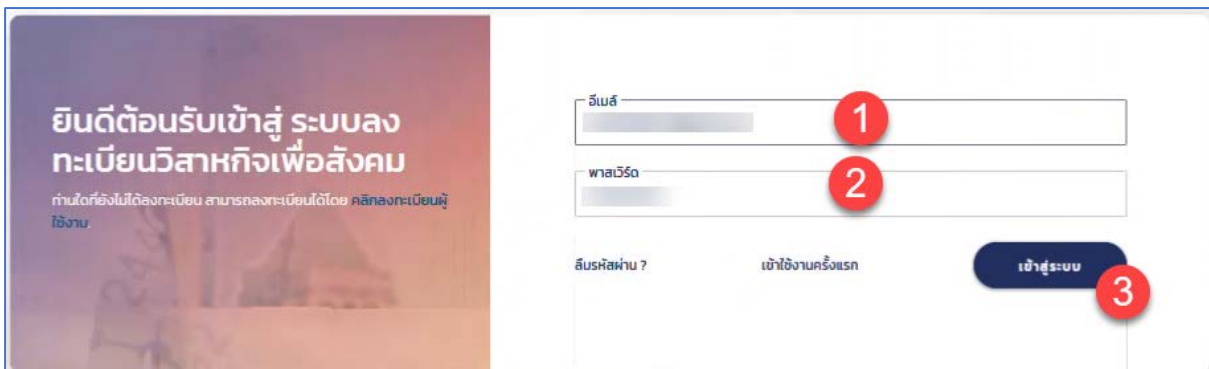 ยินดีต้อนรับเข้าสู่ ระบบลง
ทะเบียนวิสาหกิจเพื่อสังคม
ท่านใดที่ยังไม่ได้ลงทะเบียน สามารถลงทะเบียนได้โดย คลิกลงทะเบียนผู้
ใช้งาน
อีเมล์
1
พาสเวิร์ด
2
ลืมรหัสผ่าน ?
เข้าใช้งานครั้งแรก
เข้าสู่ระบบ
3